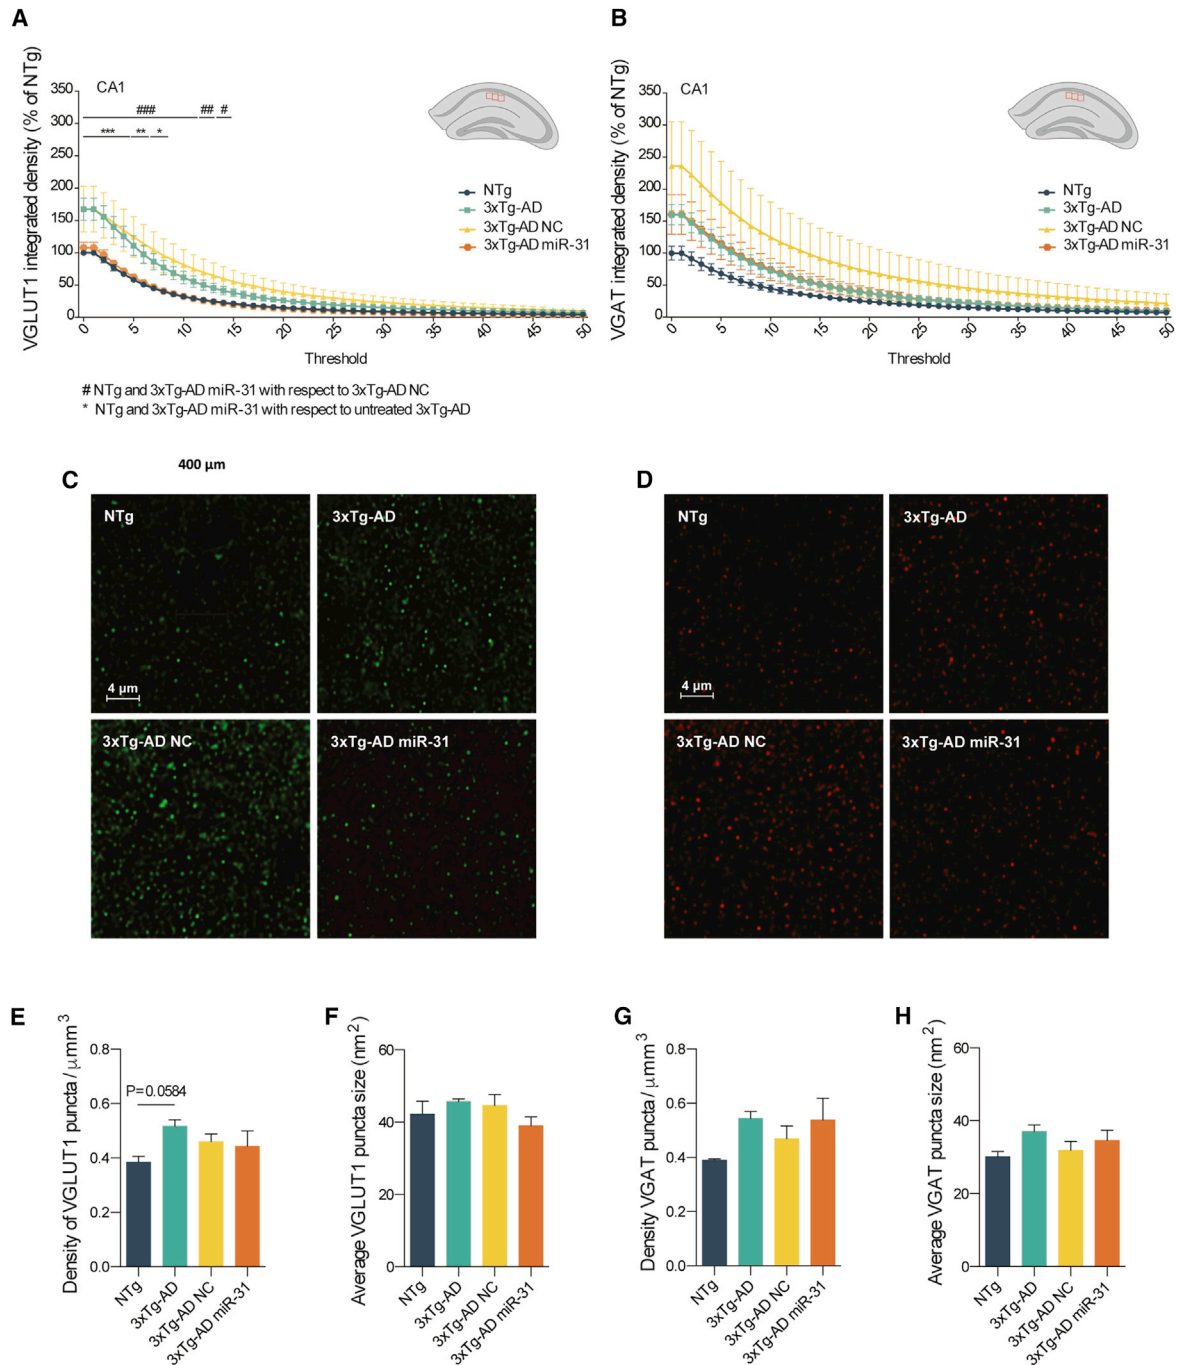 A
VGLUT1 integrated density (% of NTg)
CA1
###
##
#
***
**
*
350
300
250
200
150
100
50
0
0
5
10
15
20
25
30
35
40
45
50
Threshold
NTg
3xTg-AD
3xTg-AD NC
3xTg-AD miR-31
# NTg and 3xTg-AD miR-31 with respect to 3xTg-AD NC
* NTg and 3xTg-AD miR-31 with respect to untreated 3xTg-AD
B
VGAT integrated density (% of NTg)
CA1
350
300
250
200
150
100
50
0
0
5
10
15
20
25
30
35
40
45
50
Threshold
NTg
3xTg-AD
3xTg-AD NC
3xTg-AD miR-31
400 µm
C
NTg
4 µm
3xTg-AD
3xTg-AD NC
3xTg-AD miR-31
D
NTg
4 µm
3xTg-AD
3xTg-AD NC
3xTg-AD miR-31
E
Density of VGLUT1 puncta / µmm³
0.8
0.6
0.4
0.2
0.0
P=0.0584
NTg
3xTg-AD
3xTg-AD NC
3xTg-AD miR-31
F
Average VGLUT1 puncta size (nm²)
60
40
20
0
NTg
3xTg-AD
3xTg-AD NC
3xTg-AD miR-31
G
Density VGAT puncta / µmm³
0.8
0.6
0.4
0.2
0.0
NTg
3xTg-AD
3xTg-AD NC
3xTg-AD miR-31
H
Average VGAT puncta size (nm²)
60
40
20
0
NTg
3xTg-AD
3xTg-AD NC
3xTg-AD miR-31